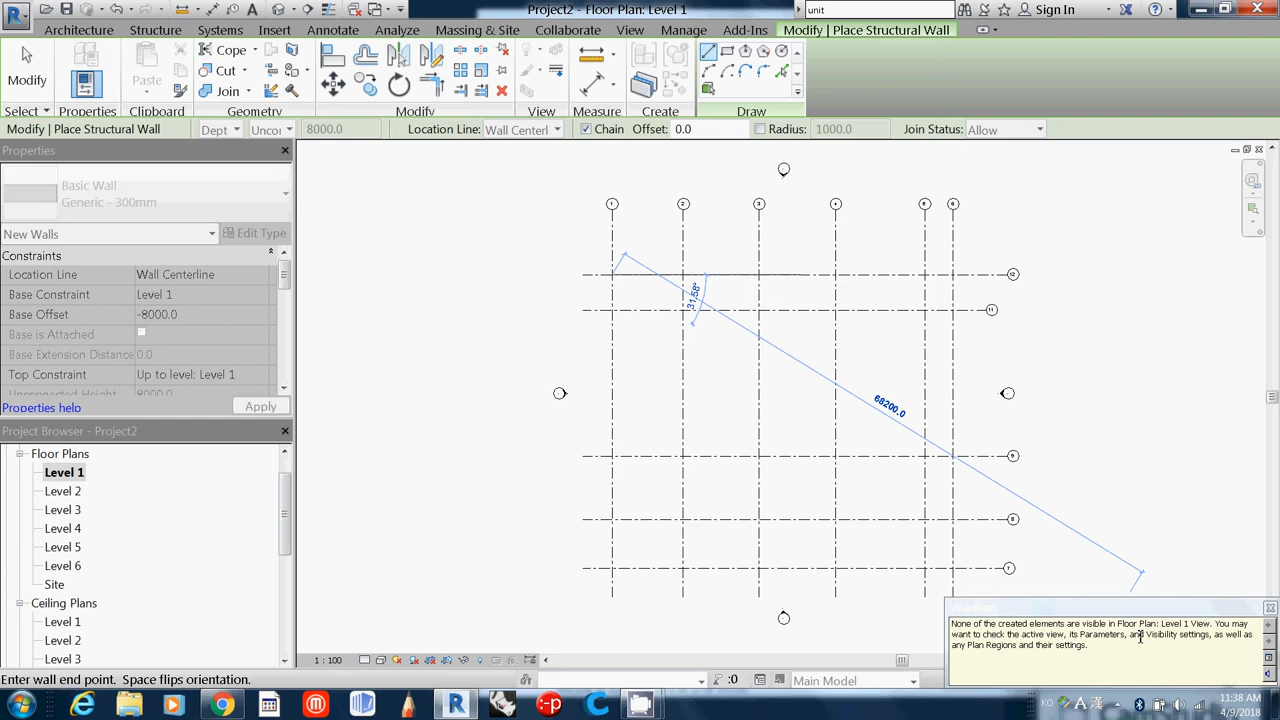 Project2 - Floor Plan: Level 1
unit
Sign In
Architecture Structure Systems Insert Annotate Analyze Massing & Site Collaborate View Manage Add-Ins Modify | Place Structural Wall
Modify
Paste
Cope
Cut
Join
Select Properties Clipboard Geometry Modify View Measure Create Draw
Modify | Place Structural Wall
Dept
Uncon
8000.0
Location Line: Wall Centerl
Chain Offset: 0.0
Radius: 1000.0
Join Status: Allow
Properties
Basic Wall
Generic - 300mm
New Walls
Edit Type
Constraints
Location Line Wall Centerline
Base Constraint Level 1
Base Offset -8000.0
Base is Attached
Base Extension Distance 0.0
Top Constraint Up to level: Level 1
Unconnected Height 8000.0
Properties help
Apply
Project Browser - Project2
Floor Plans
Level 1
Level 2
Level 3
Level 4
Level 5
Level 6
Site
Ceiling Plans
Level 1
Level 2
Level 3
1 2 3 5 6
12
11
9
8
7
31.58°
68200.0
Warning
None of the created elements are visible in Floor Plan: Level 1 View. You may
want to check the active view, its Parameters, and Visibility settings, as well as
any Plan Regions and their settings.
1 : 100
Enter wall end point. Space flips orientation.
:0
Main Model
KO
A 漢
11:38 AM
4/9/2018